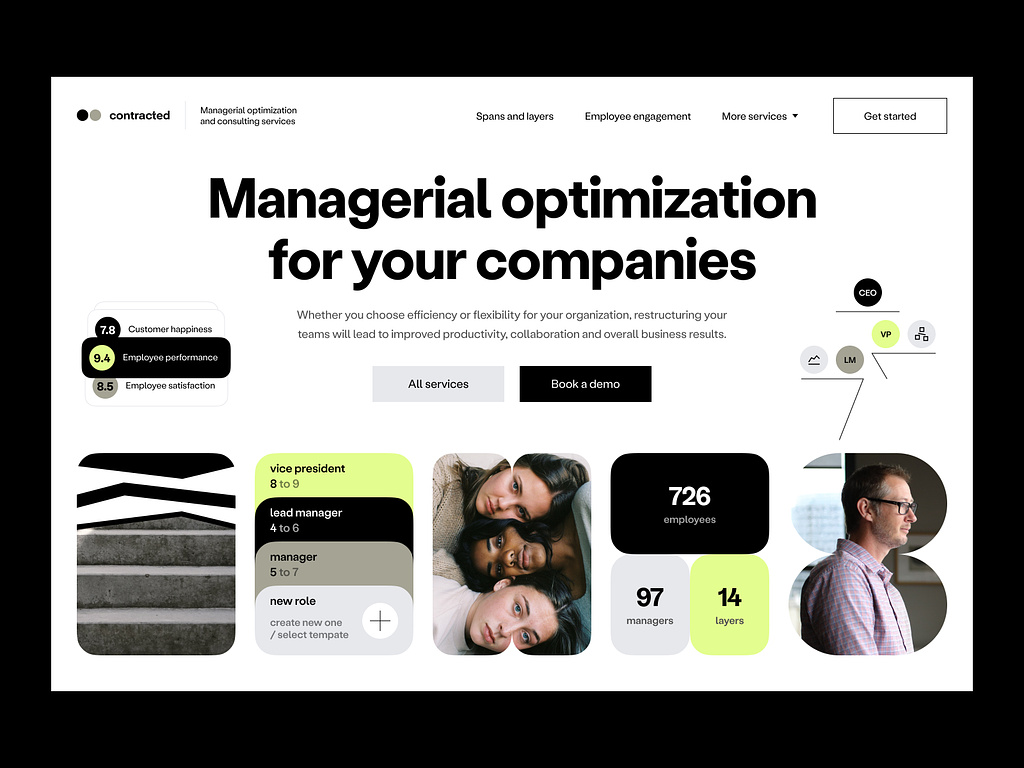 contracted
Managerial optimization
and consulting services
Spans and layers
Employee engagement
More services
Get started
Managerial optimization
for your companies
Whether you choose efficiency or flexibility for your organization, restructuring your
teams will lead to improved productivity, collaboration and overall business results.
All services
Book a demo
7.8 Customer happiness
9.4 Employee performance
8.5 Employee satisfaction
CEO
VP
LM
vice president
8 to 9
lead manager
4 to 6
manager
5 to 7
new role
create new one
/ select tempate
726
employees
97
managers
14
layers